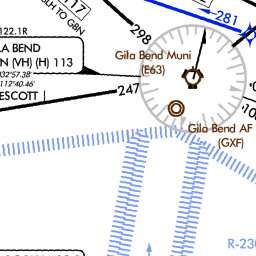 122.1R
117
BLH TO GBN
298
281
LA BEND
N (VH) (H) 113
32°57.38
112°40.46
ESCOTT |
247
Gila Bend Muni
(E63)
Gila Bend AF
(GXF)
R-230